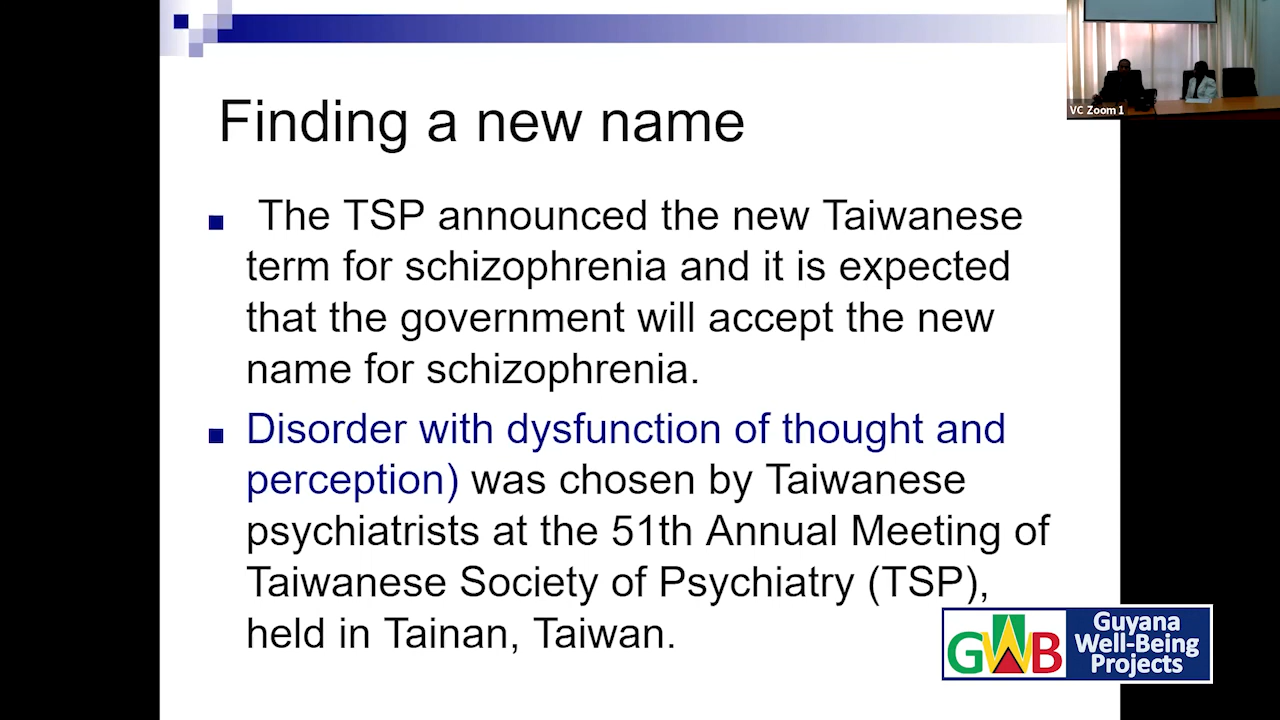 VC Zoom 1
Finding a new name
The TSP announced the new Taiwanese
term for schizophrenia and it is expected
that the government will accept the new
name for schizophrenia.
Disorder with dysfunction of thought and
perception) was chosen by Taiwanese
psychiatrists at the 51th Annual Meeting of
Taiwanese Society of Psychiatry (TSP),
held in Tainan, Taiwan.
GWB
Guyana
Well-Being
Projects